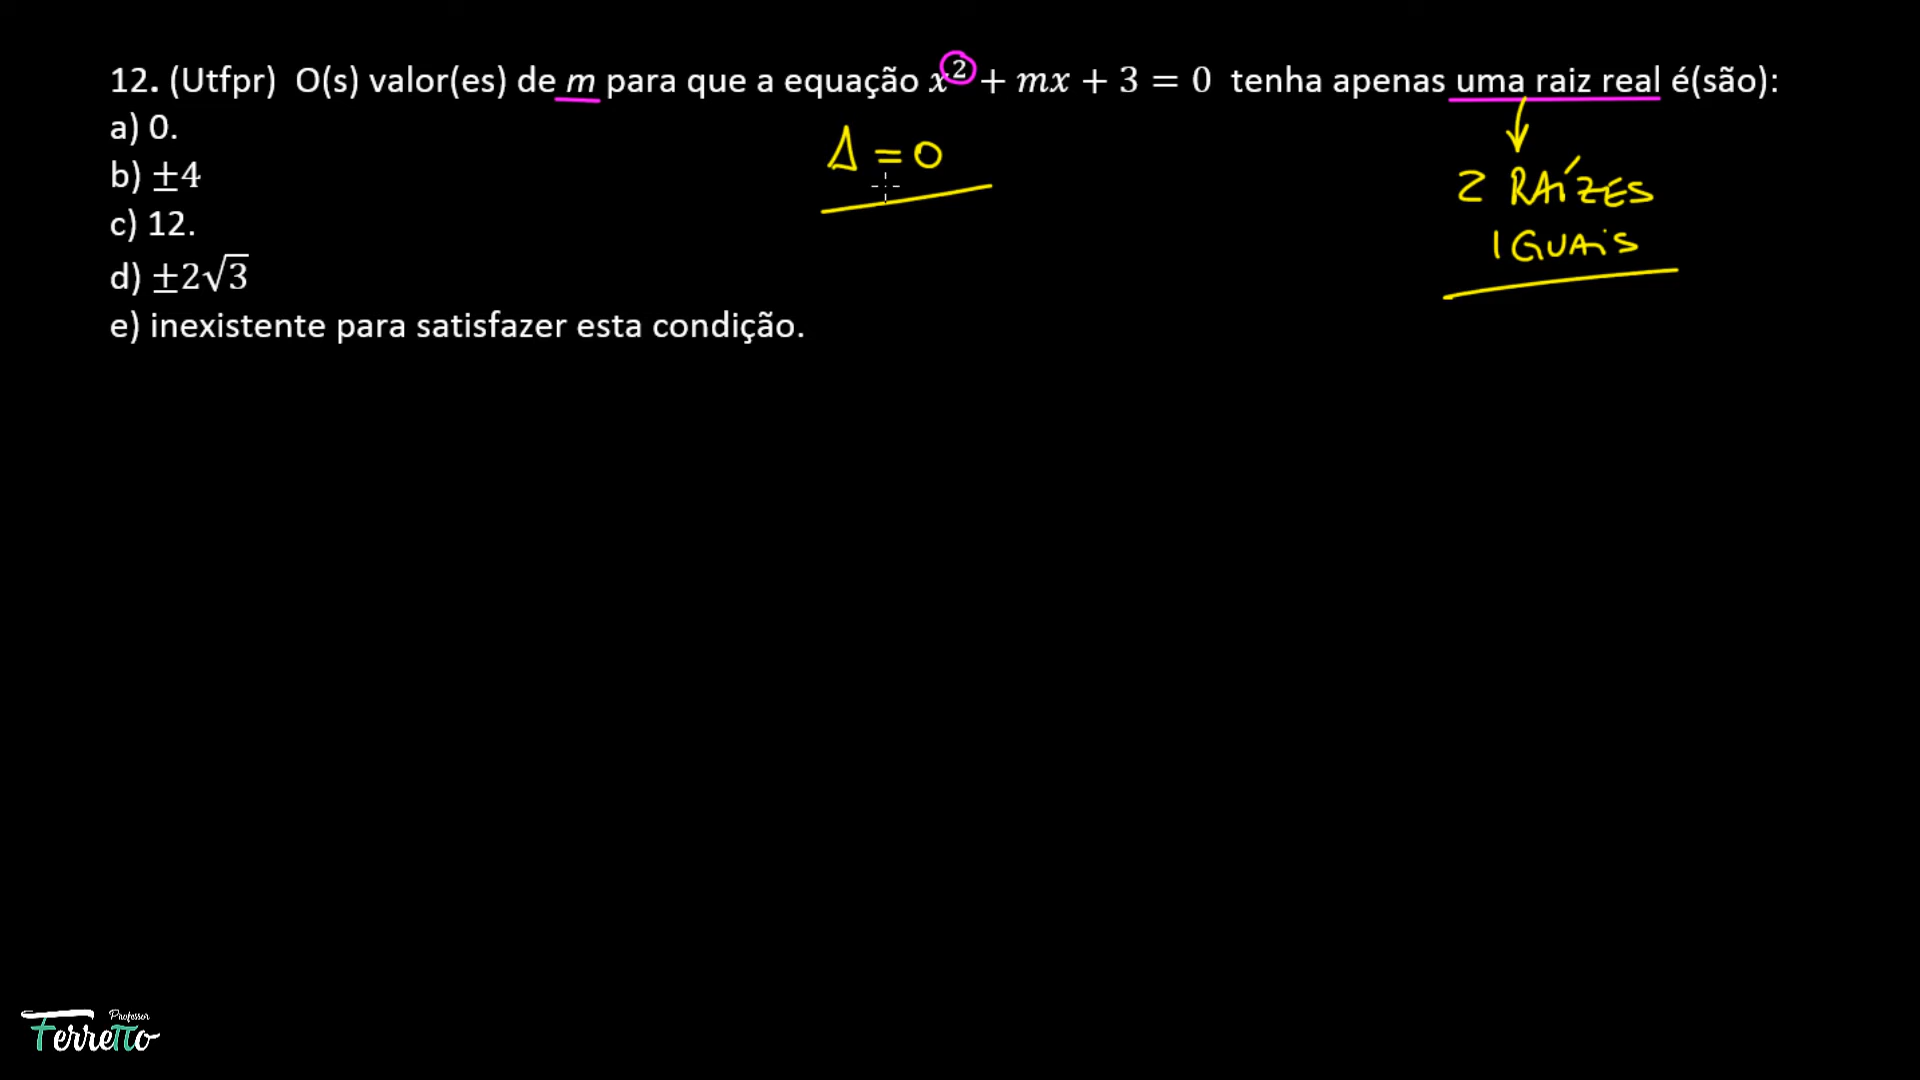 12. (Utfpr) O(s) valor(es) de m para que a equação x² + mx + 3 = 0 tenha apenas uma raiz real é(são):
a) 0.
b) ±4
c) 12.
d) ±2√3
e) inexistente para satisfazer esta condição.
Δ = 0
2 RAÍZES
IGUAiS
Professor
Ferretto